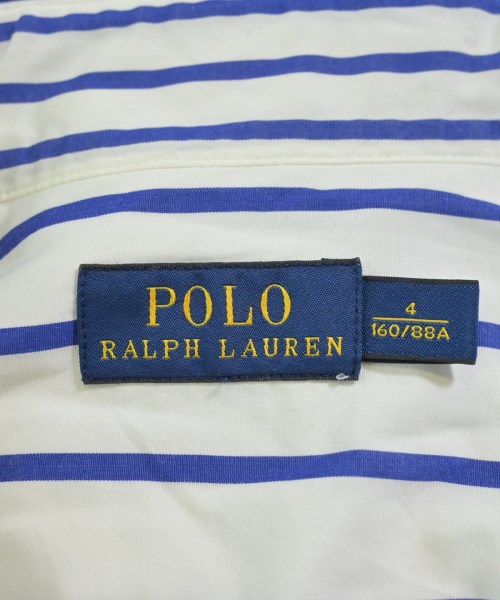 POLO
RALPH LAUREN
4
160/88A